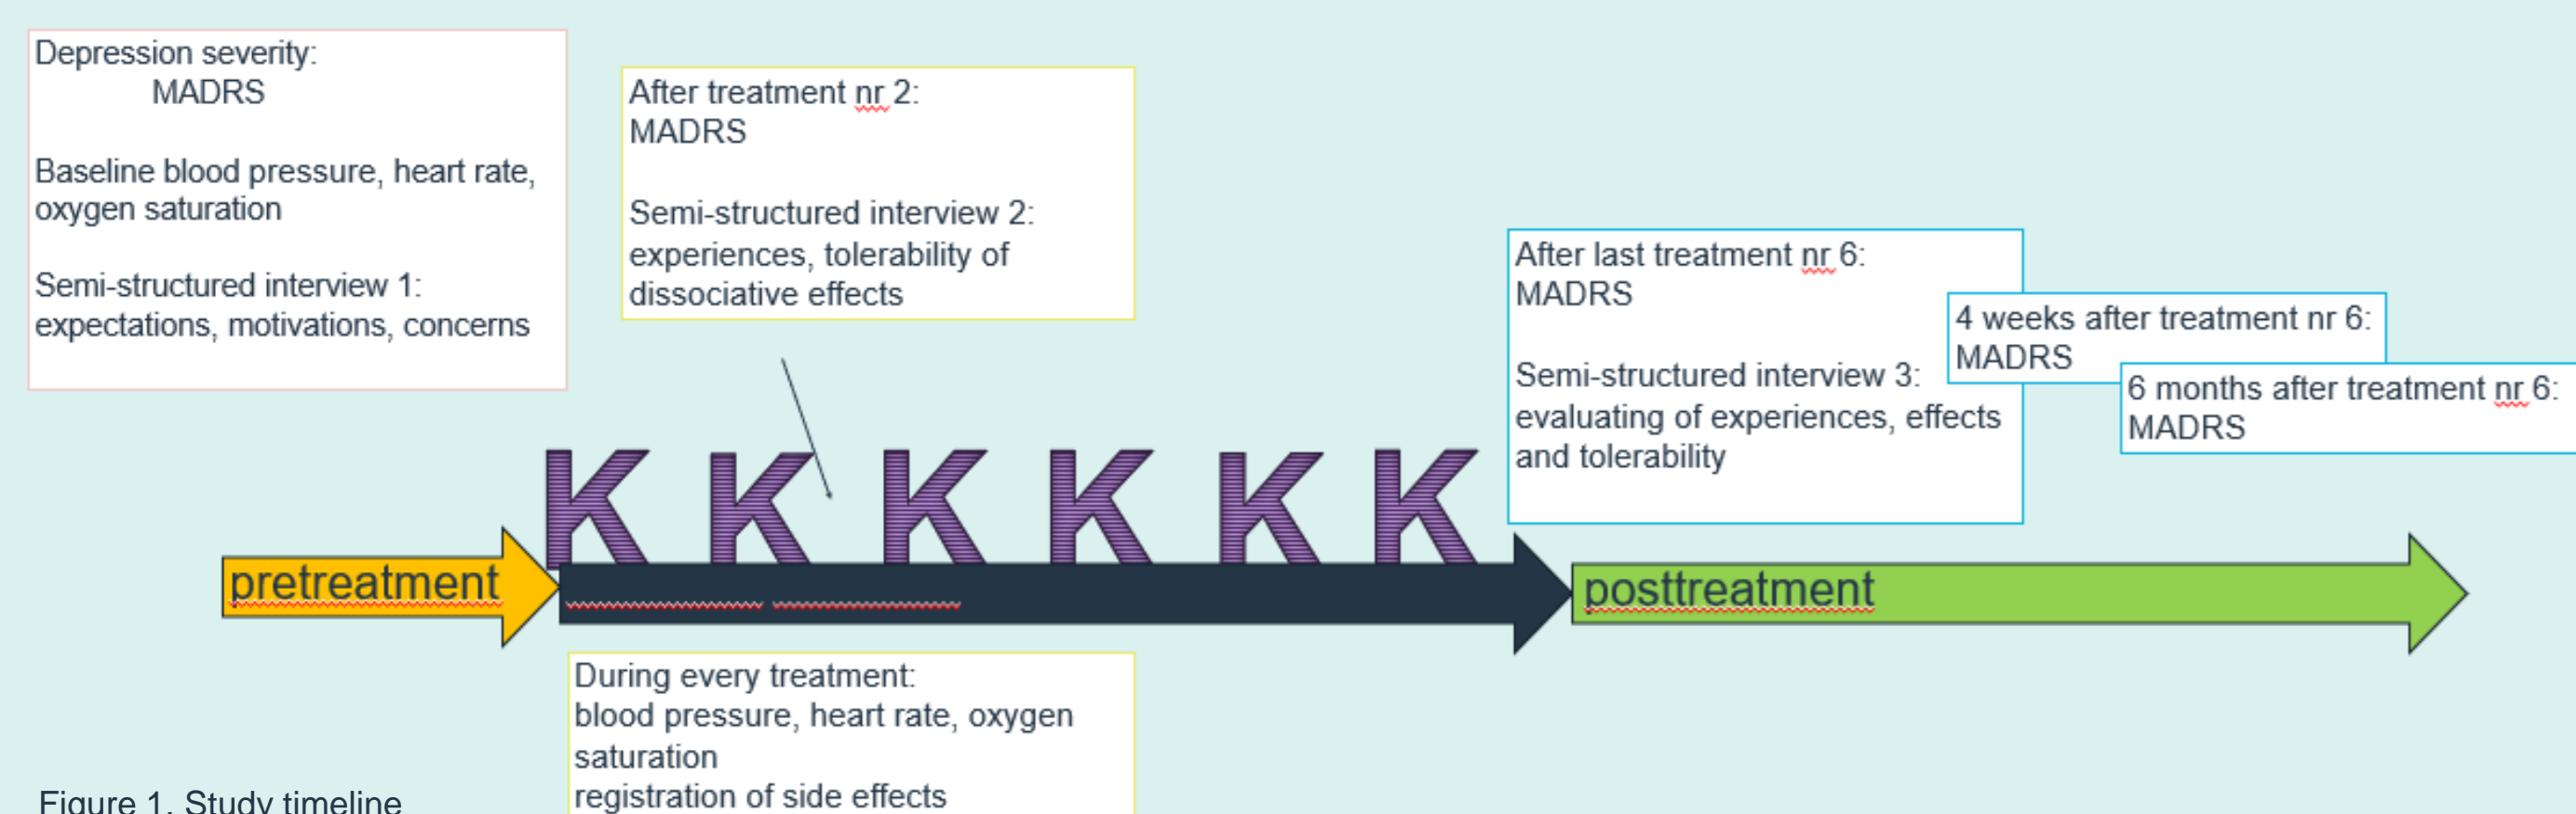 Depression severity:
MADRS
Baseline blood pressure, heart rate,
oxygen saturation
Semi-structured interview 1:
expectations, motivations, concerns
After treatment nr 2:
MADRS
Semi-structured interview 2:
experiences, tolerability of
dissociative effects
After last treatment nr 6:
MADRS
Semi-structured interview 3:
evaluating of experiences, effects
and tolerability
4 weeks after treatment nr 6:
MADRS
6 months after treatment nr 6:
MADRS
K K K K K K
pretreatment
posttreatment
During every treatment:
blood pressure, heart rate, oxygen
saturation
registration of side effects
Figure 1. Study timeline